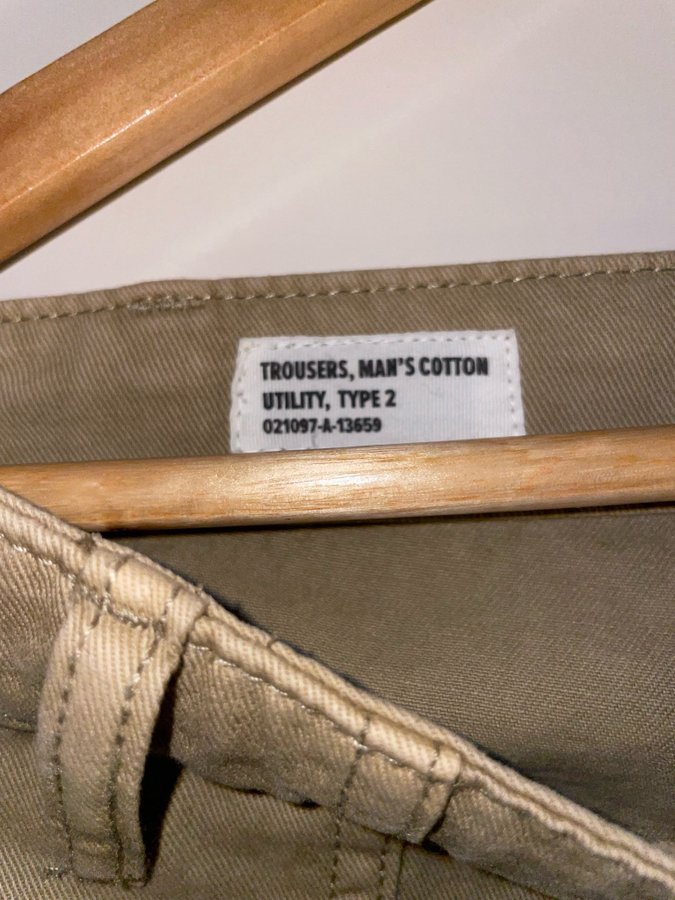 TROUSERS, MAN'S COTTON
UTILITY, TYPE 2
021097-A-13659